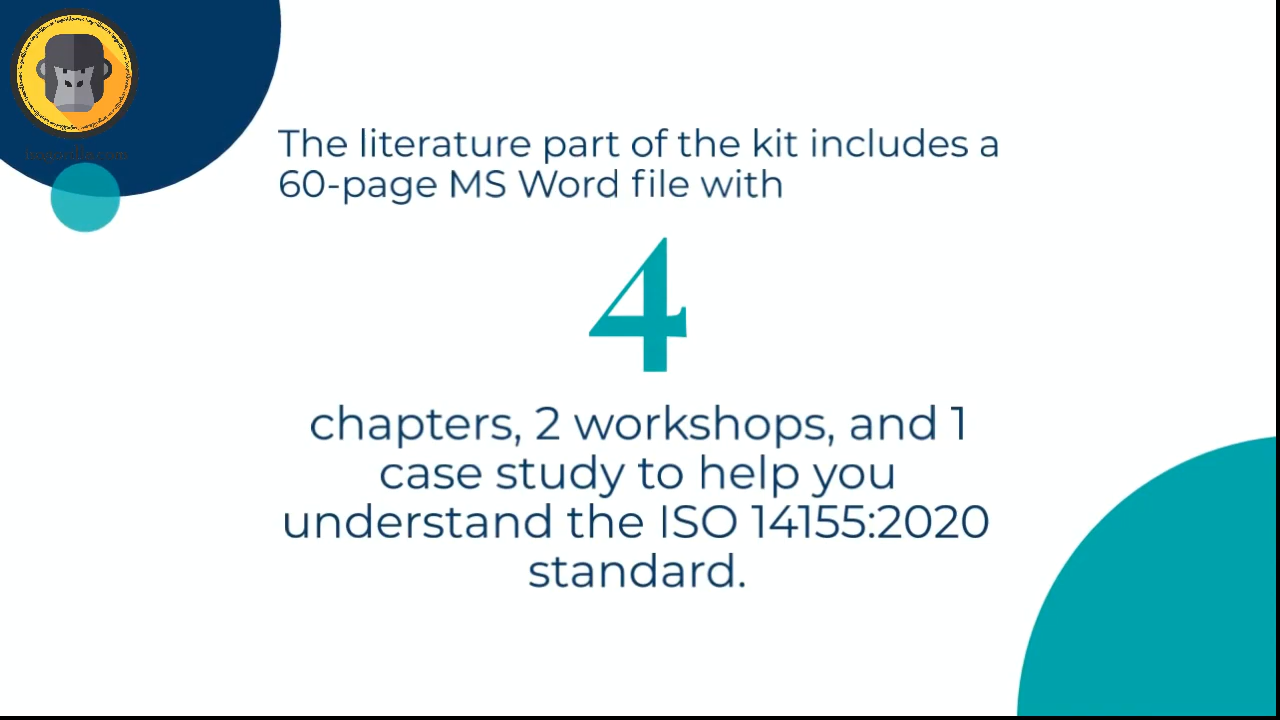 The literature part of the kit includes a
60-page MS Word file with
4
chapters, 2 workshops, and 1
case study to help you
understand the ISO 14155:2020
standard.